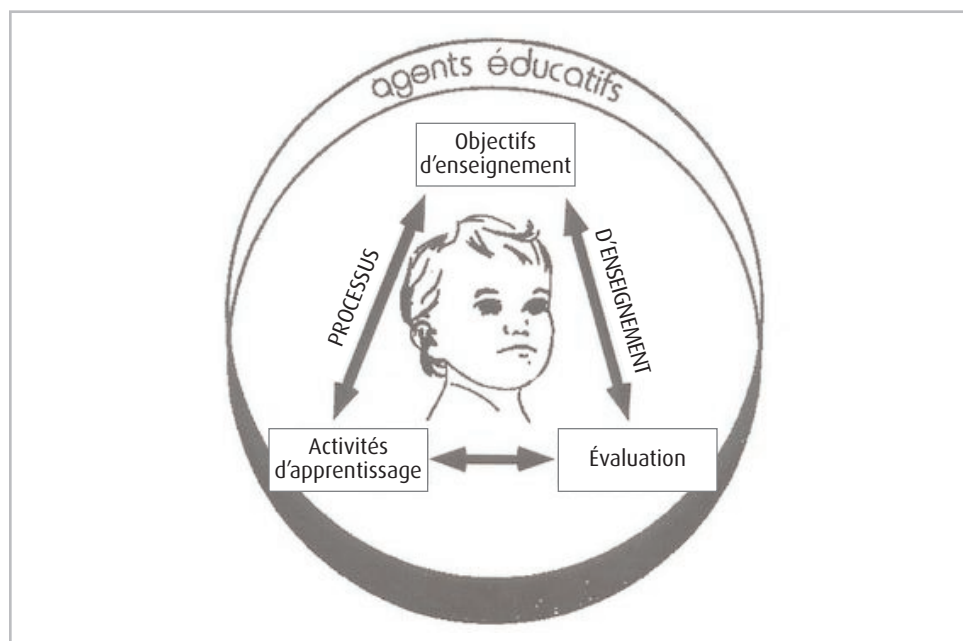 agents éducatifs
Objectifs
d'enseignement
PROCESSUS
D'ENSEIGNEMENT
Activités
d'apprentissage
Évaluation